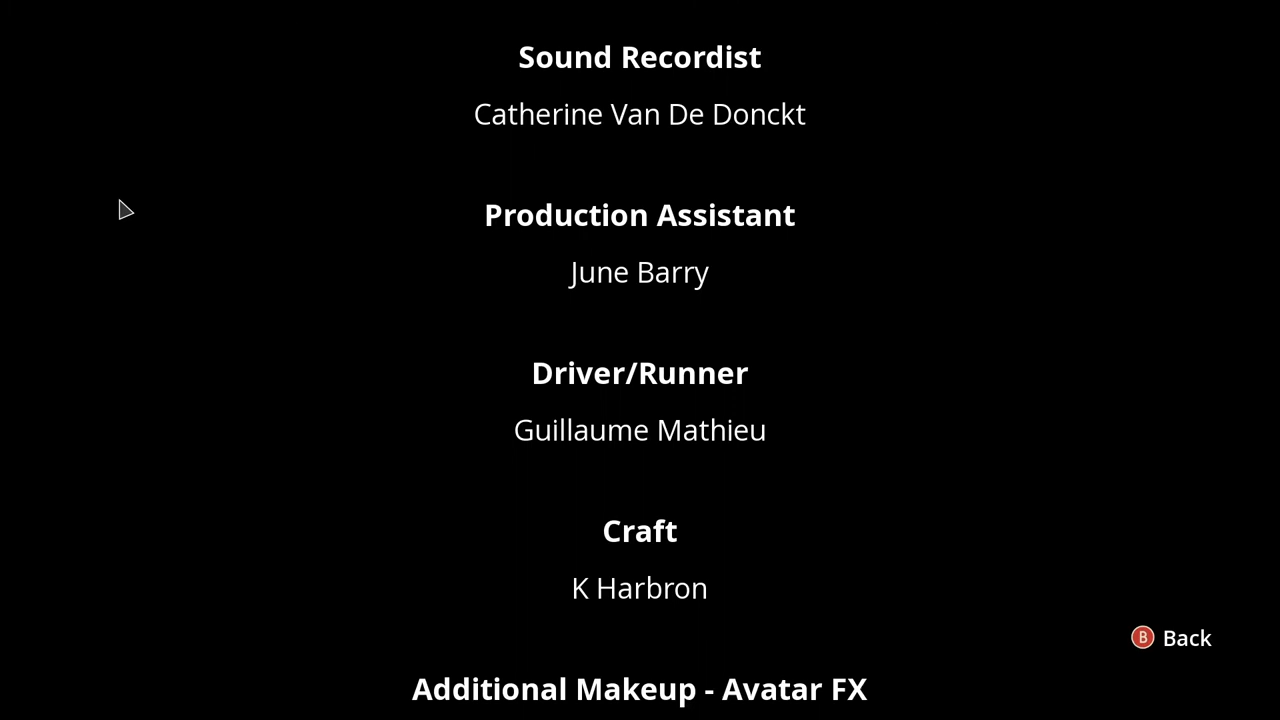 Sound Recordist
Catherine Van De Donckt
Production Assistant
June Barry
Driver/Runner
Guillaume Mathieu
Craft
K Harbron
B Back
Additional Makeup - Avatar FX